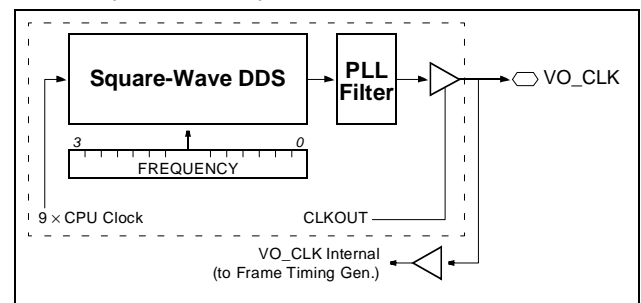 Square-Wave DDS
PLL
Filter
VO_CLK
3
0
FREQUENCY
9 × CPU Clock
CLKOUT
VO_CLK Internal
(to Frame Timing Gen.)